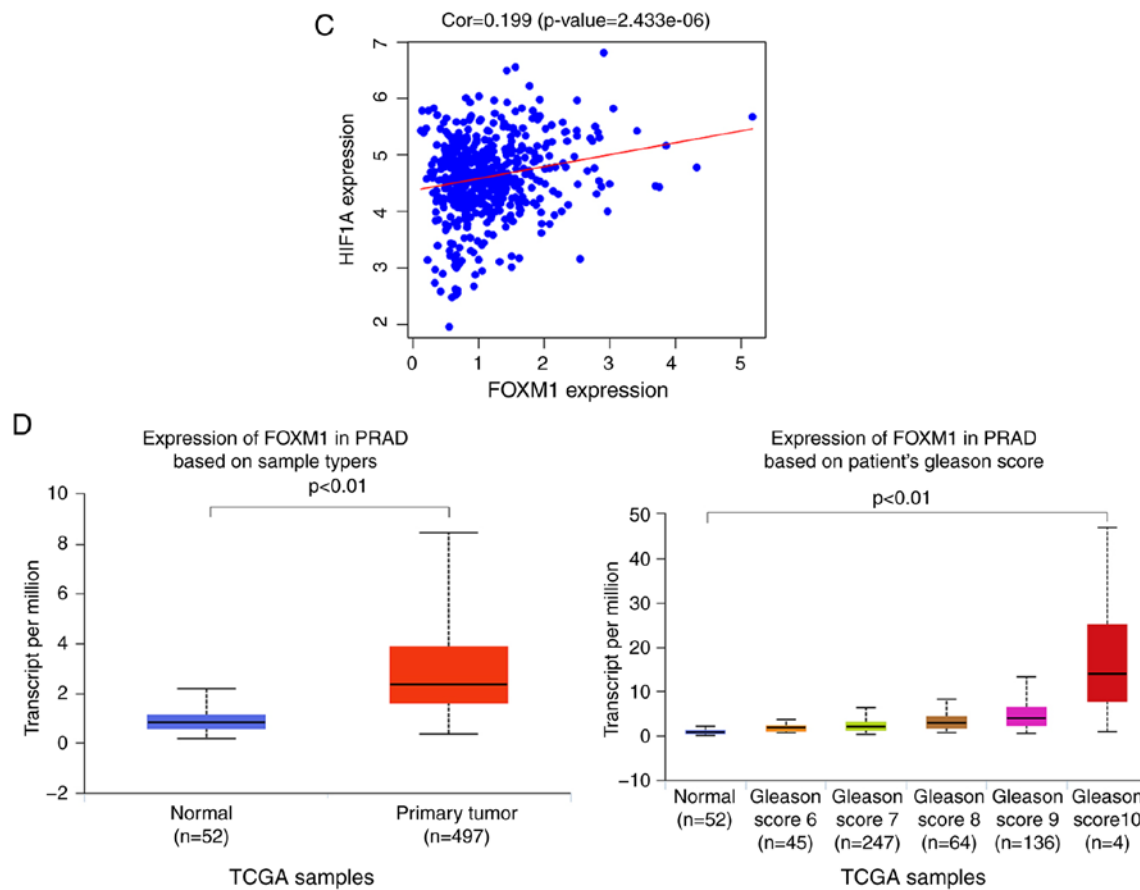 C
Cor=0.199 (p-value=2.433e-06)
7
6
5
4
3
2
HIF1A expression
0 1 2 3 4 5
FOXM1 expression
D
Expression of FOXM1 in PRAD
based on sample typers
p<0.01
10
8
6
4
2
0
−2
Transcript per million
Normal
(n=52)
Primary tumor
(n=497)
TCGA samples
Expression of FOXM1 in PRAD
based on patient's gleason score
p<0.01
50
40
30
20
10
0
−10
Transcript per million
Normal
(n=52)
Gleason
score 6
(n=45)
Gleason
score 7
(n=247)
Gleason
score 8
(n=64)
Gleason
score 9
(n=136)
Gleason
score10
(n=4)
TCGA samples